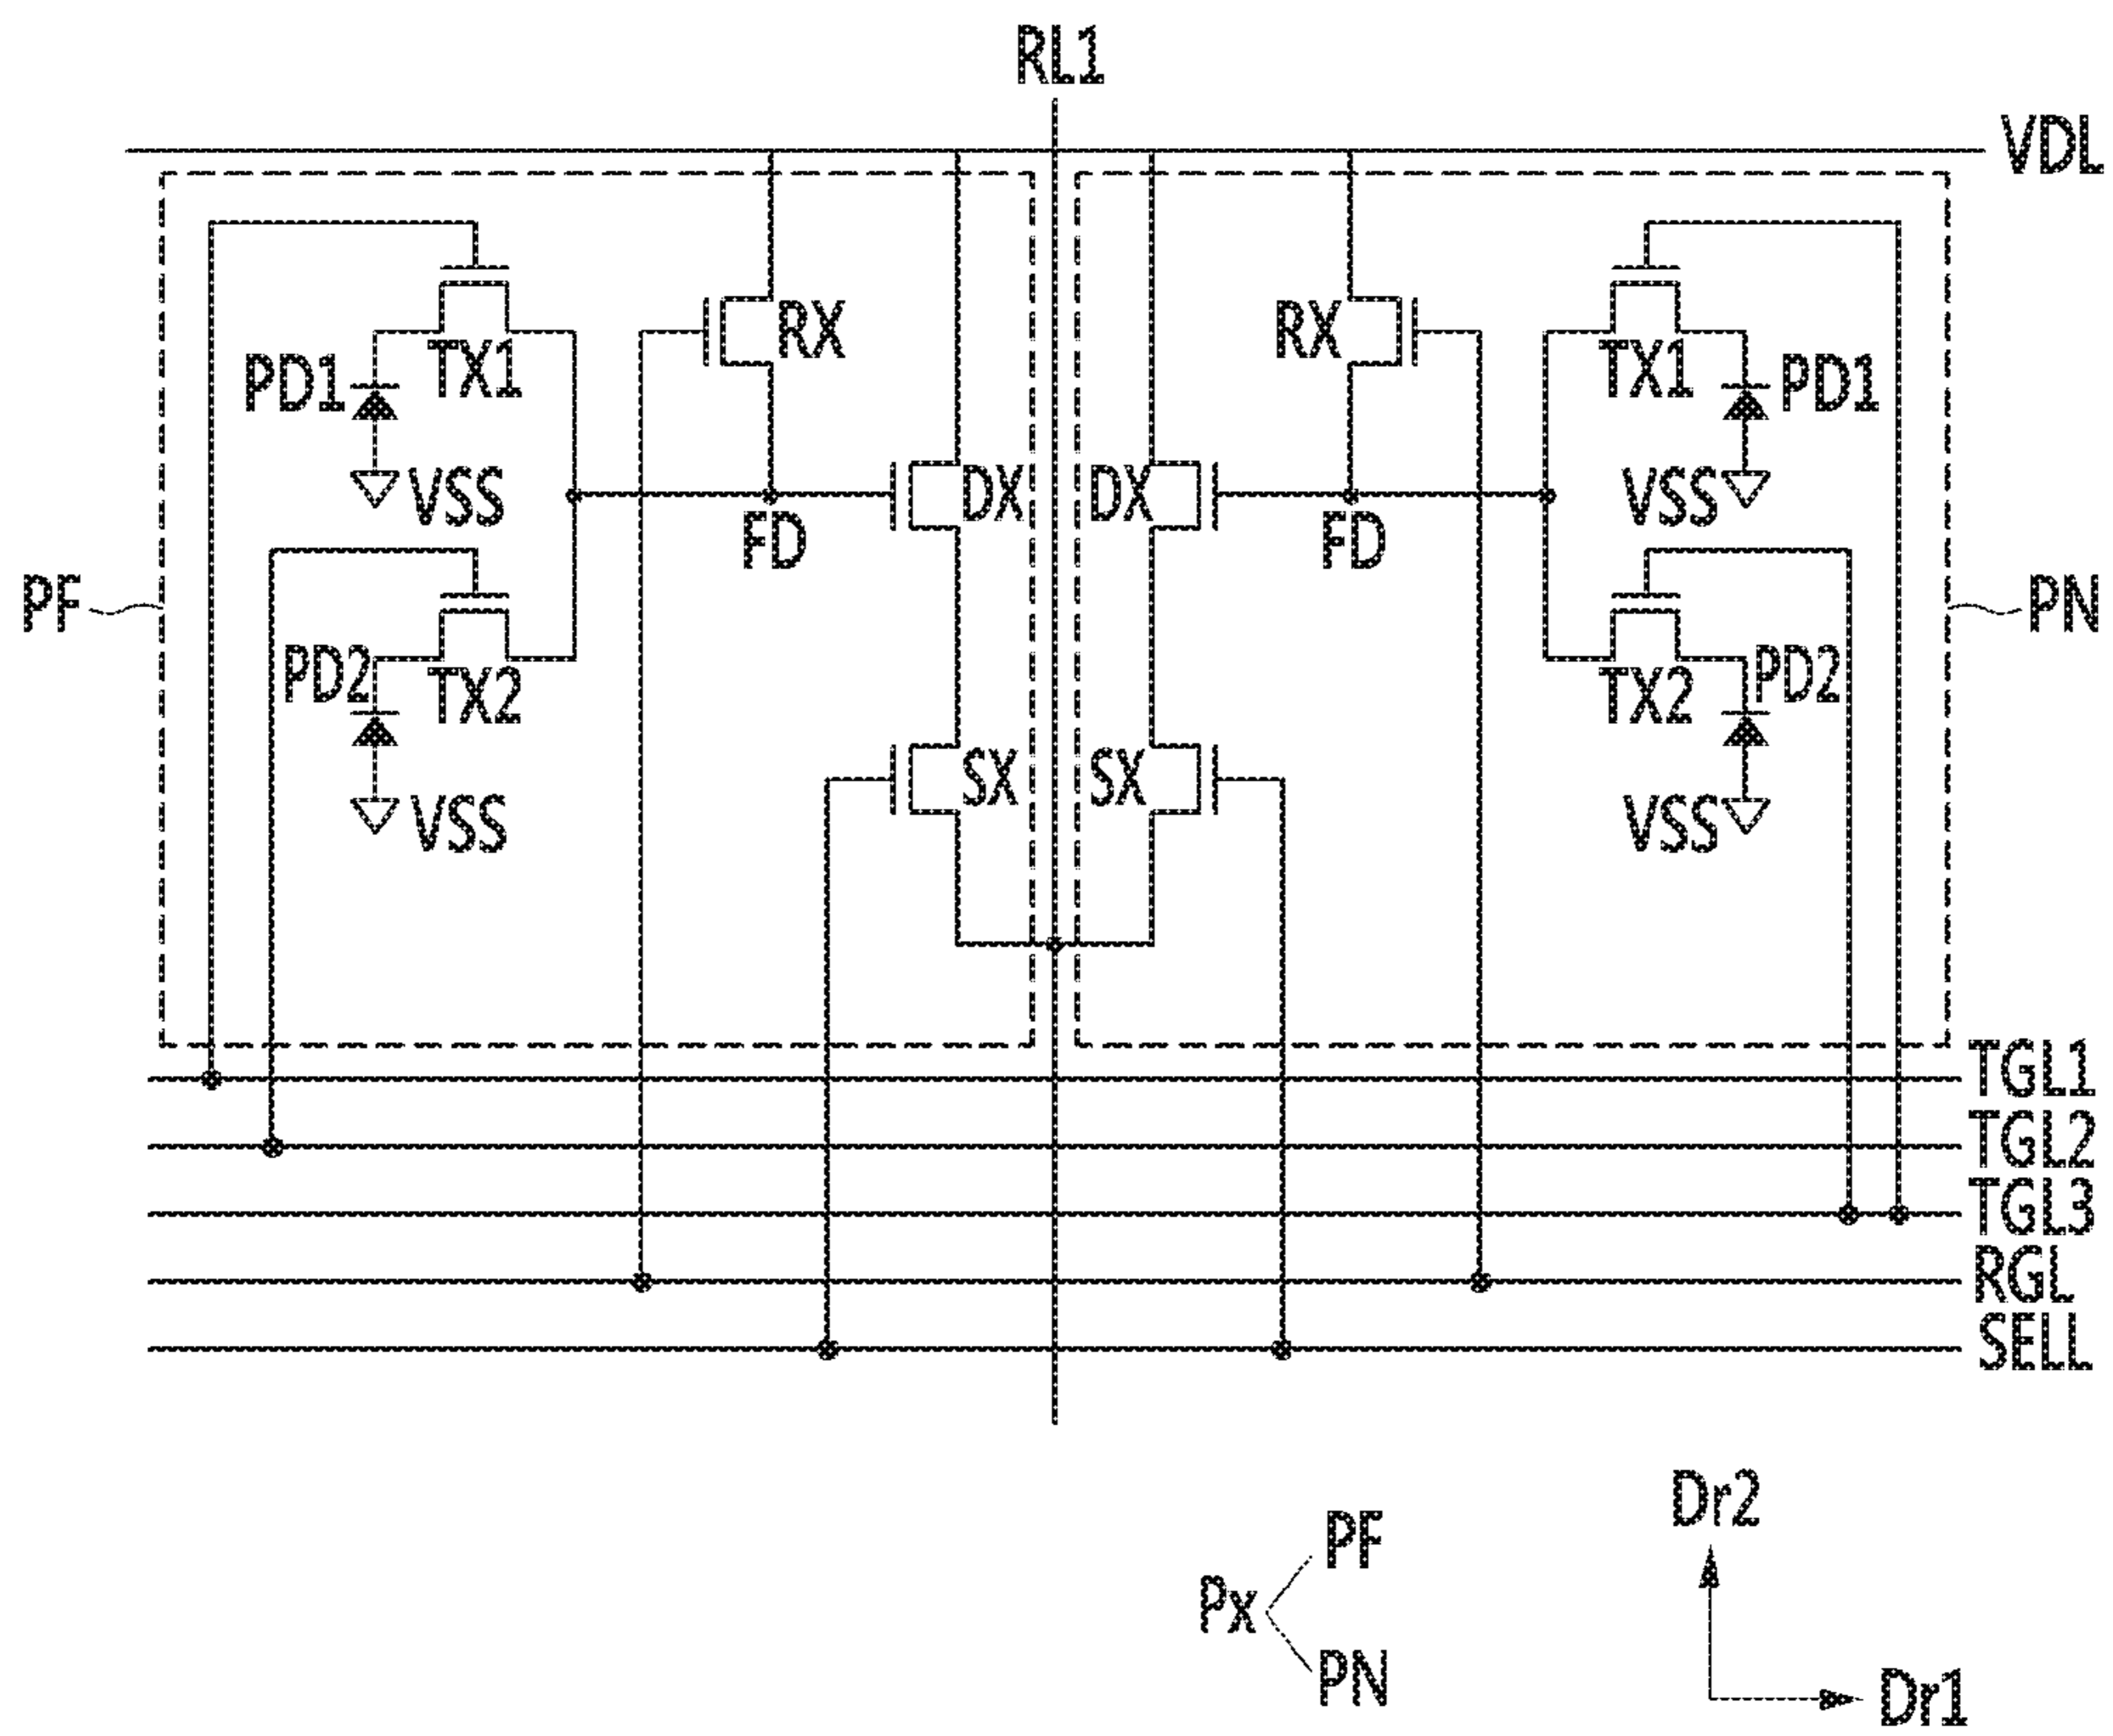 RL1
VDL
RX RX
PD1 TX1 TX1 PD1
VSS DX DX VSS
FD FD
PF PN
PD2 TX2 TX2 PD2
SX SX
VSS VSS
TGL1
TGL2
TGL3
RGL
SELL
Dr2
PF
Px
PN
Dr1